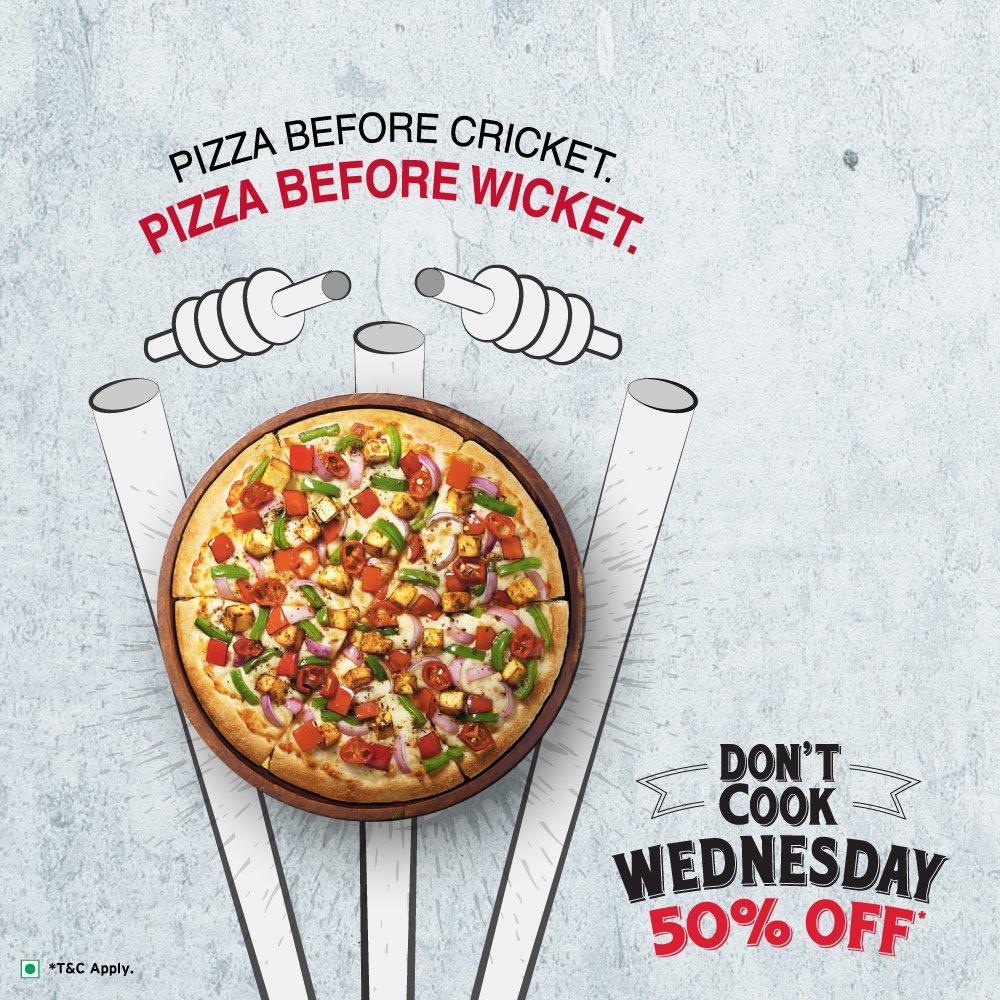 PIZZA BEFORE CRICKET.
PIZZA BEFORE WICKET.
DON'T
COOK
WEDNESDAY
50% OFF*
*T&C Apply.